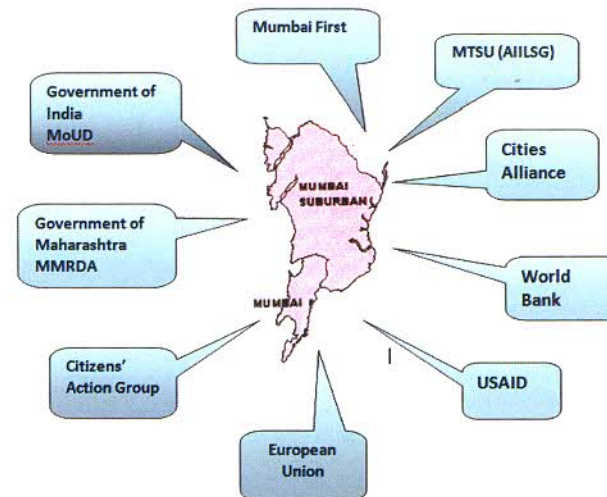 Mumbai First
MTSU (AIILSG)
Government of
India
MoUD
Cities
Alliance
MUMBAI
SUBURBAN
Government of
Maharashtra
MMRDA
World
Bank
MUMBAI
Citizens'
Action Group
USAID
European
Union